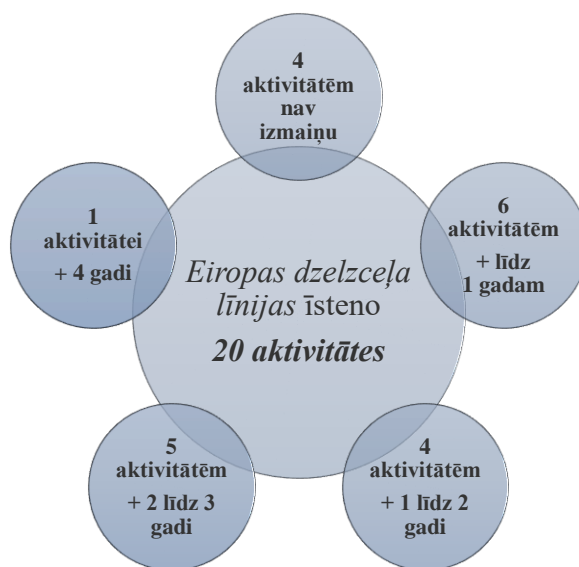 4
aktivitātēm
nav
izmaiņu
6
aktivitātēm
+ līdz
1 gadam
4
aktivitātēm
+ 1 līdz 2
gadi
5
aktivitātēm
+ 2 līdz 3
gadi
1
aktivitātei
+ 4 gadi
Eiropas dzelzceļa
līnijas īsteno
20 aktivitātes